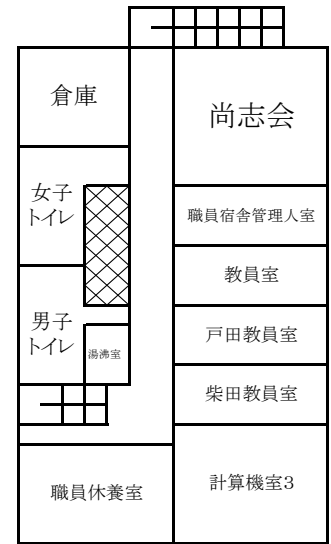 倉庫
尚志会
女子
トイレ
職員宿舎管理人室
教員室
男子
トイレ
湯沸室
戸田教員室
柴田教員室
職員休養室
計算機室3